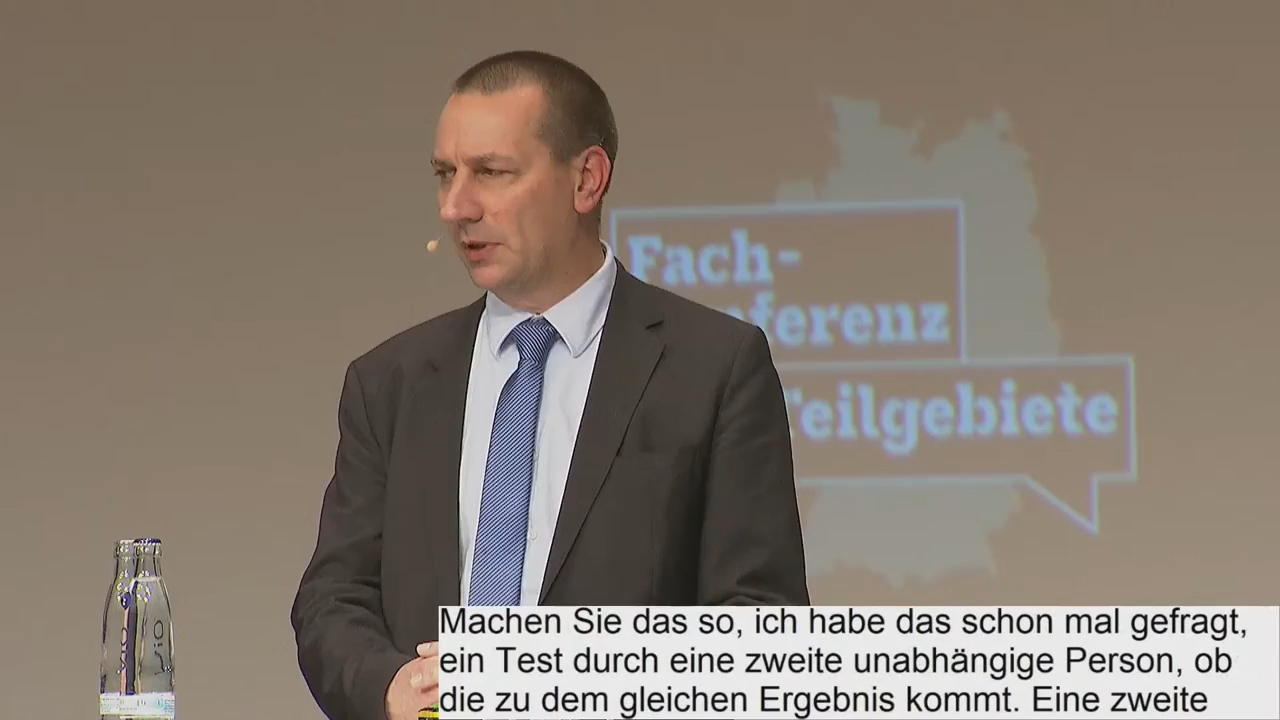 Fach-
ferenz
Teilgebiete
ViO
Machen Sie das so, ich habe das schon mal gefragt,
ein Test durch eine zweite unabhängige Person, ob
die zu dem gleichen Ergebnis kommt. Eine zweite